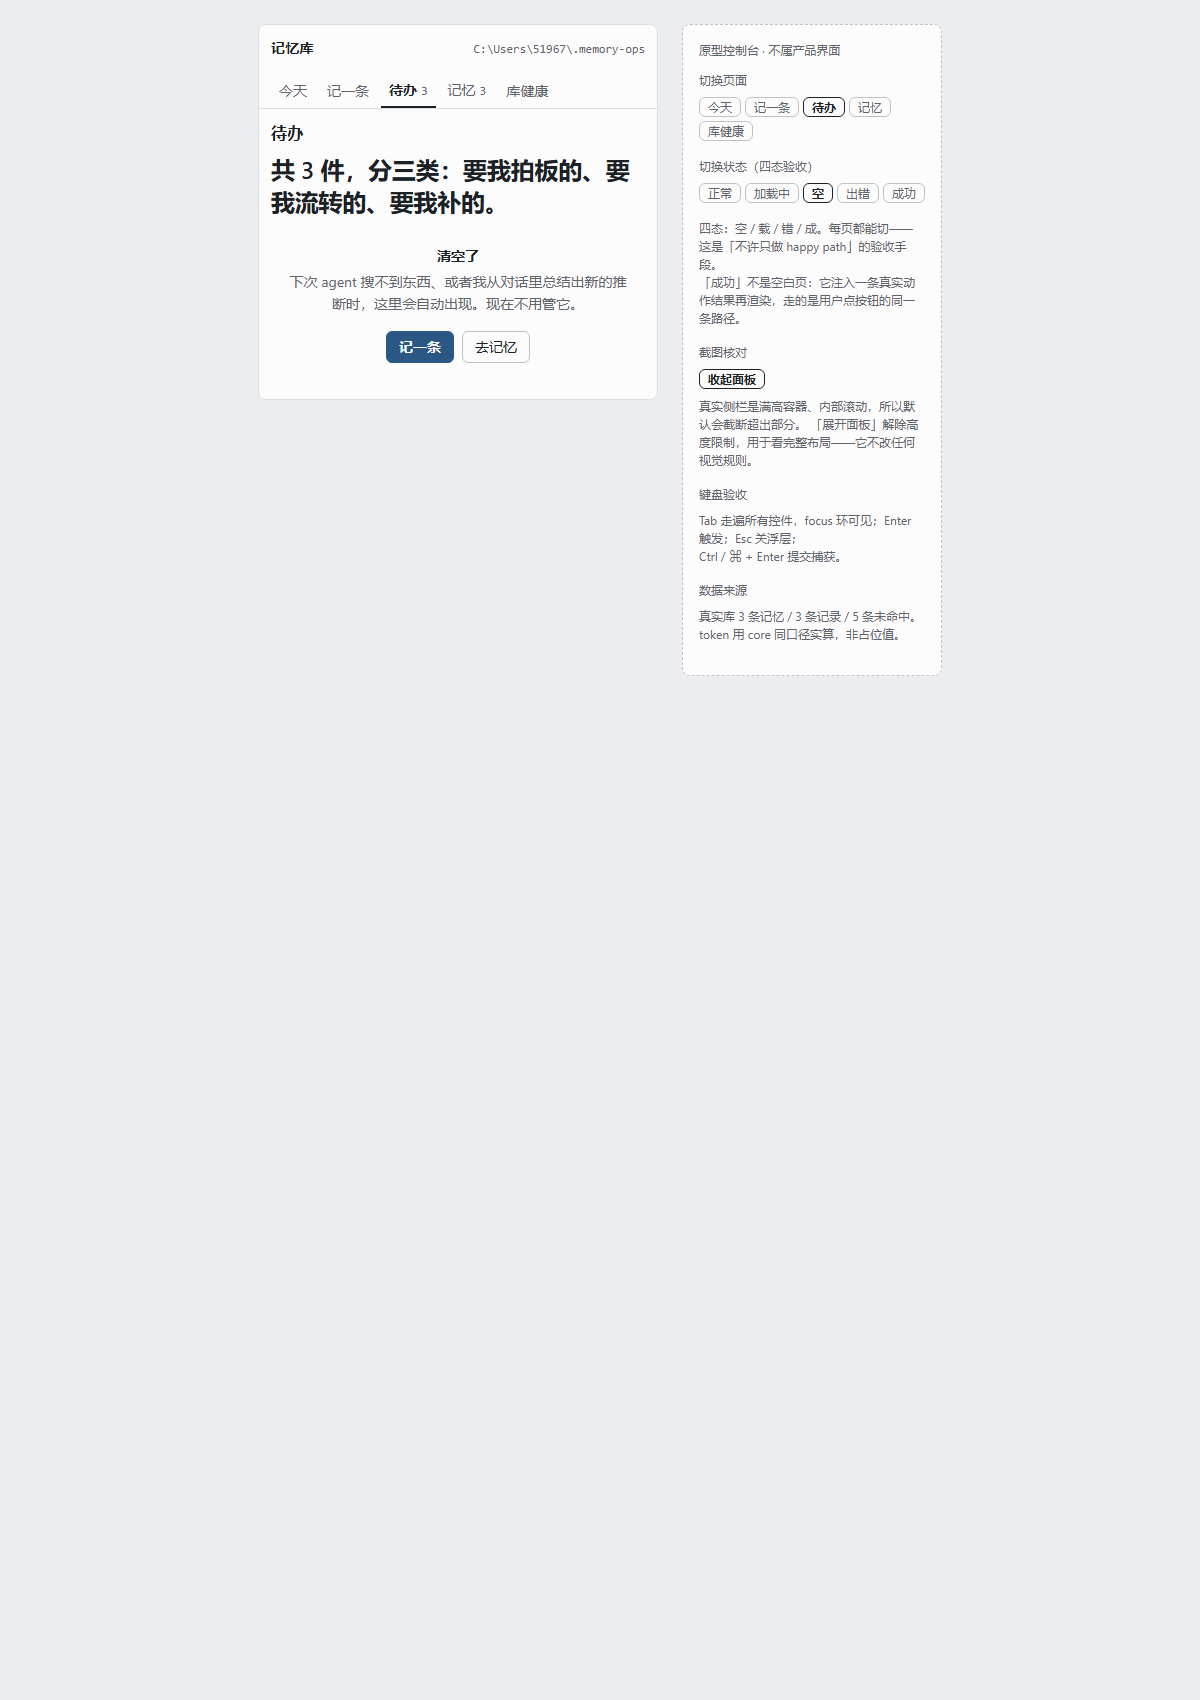 记忆库
C:\Users\51967\.memory-ops
今天 记一条 待办 3 记忆 3 库健康
待办
共 3 件，分三类：要我拍板的、要
我流转的、要我补的。
清空了
下次 agent 搜不到东西、或者我从对话里总结出新的推
断时，这里会自动出现。现在不用管它。
记一条 去记忆
原型控制台 · 不属产品界面
切换页面
今天 记一条 待办 记忆
库健康
切换状态（四态验收）
正常 加载中 空 出错 成功
四态：空 / 载 / 错 / 成。每页都能切——
这是「不许只做 happy path」的验收手
段。
「成功」不是空白页：它注入一条真实动
作结果再渲染，走的是用户点按钮的同一
条路径。
截图核对
收起面板
真实侧栏是满高容器、内部滚动，所以默
认会截断超出部分。 「展开面板」解除高
度限制，用于看完整布局——它不改任何
视觉规则。
键盘验收
Tab 走遍所有控件，focus 环可见；Enter
触发；Esc 关浮层；
Ctrl / ⌘ + Enter 提交捕获。
数据来源
真实库 3 条记忆 / 3 条记录 / 5 条未命中。
token 用 core 同口径实算，非占位值。